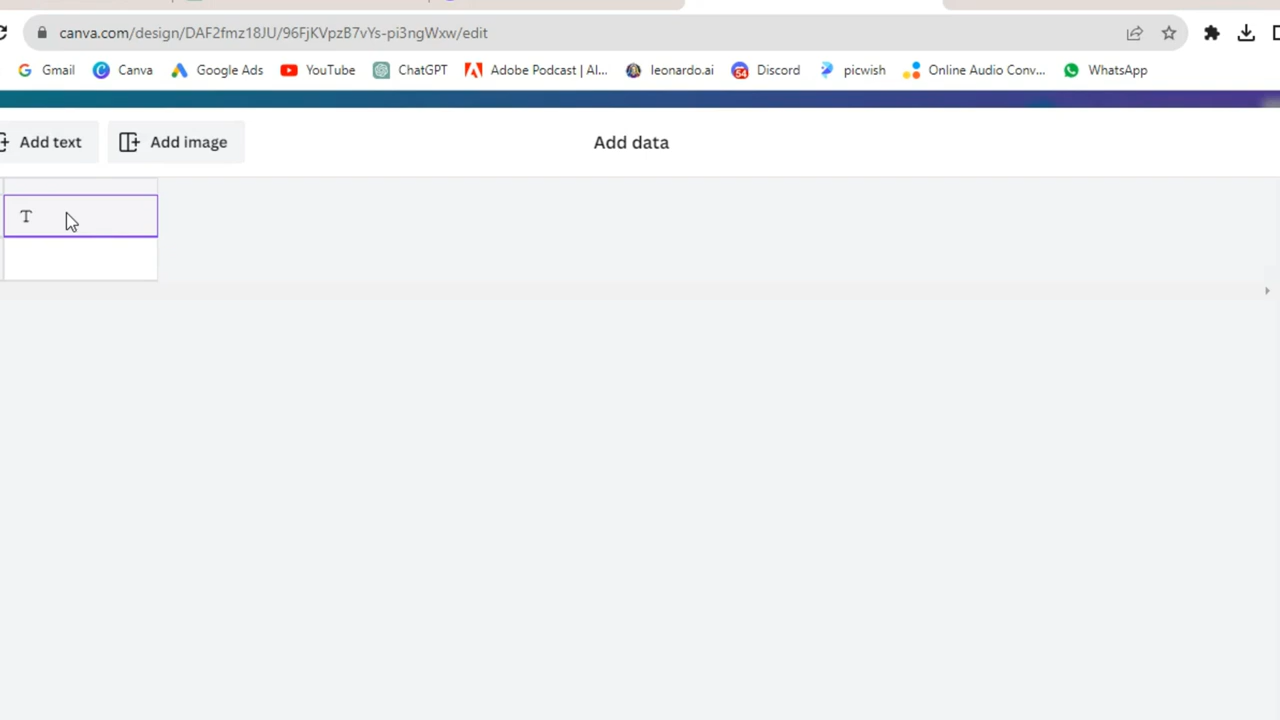 canva.com/design/DAF2fmz18JU/96FjKVpzB7vYs-pi3ngWxw/edit
Gmail Canva Google Ads YouTube ChatGPT Adobe Podcast | Al... leonardo.ai Discord picwish Online Audio Conv... WhatsApp
Add text Add image Add data
T